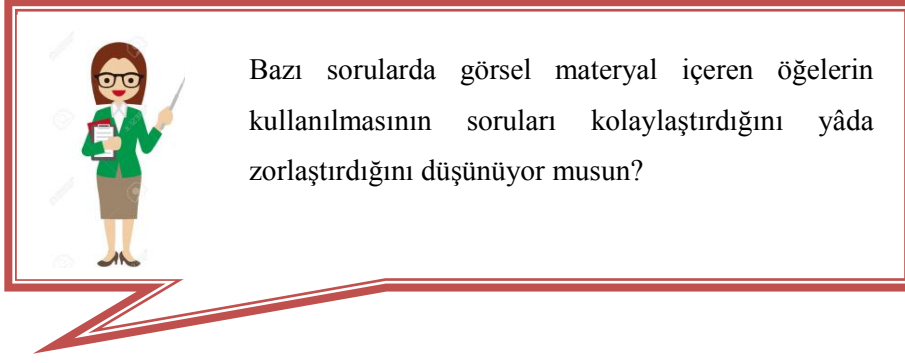 Bazı sorularda görsel materyal içeren öğelerin
kullanılmasının soruları kolaylaştırdığını yâda
zorlaştırdığını düşünüyor musun?